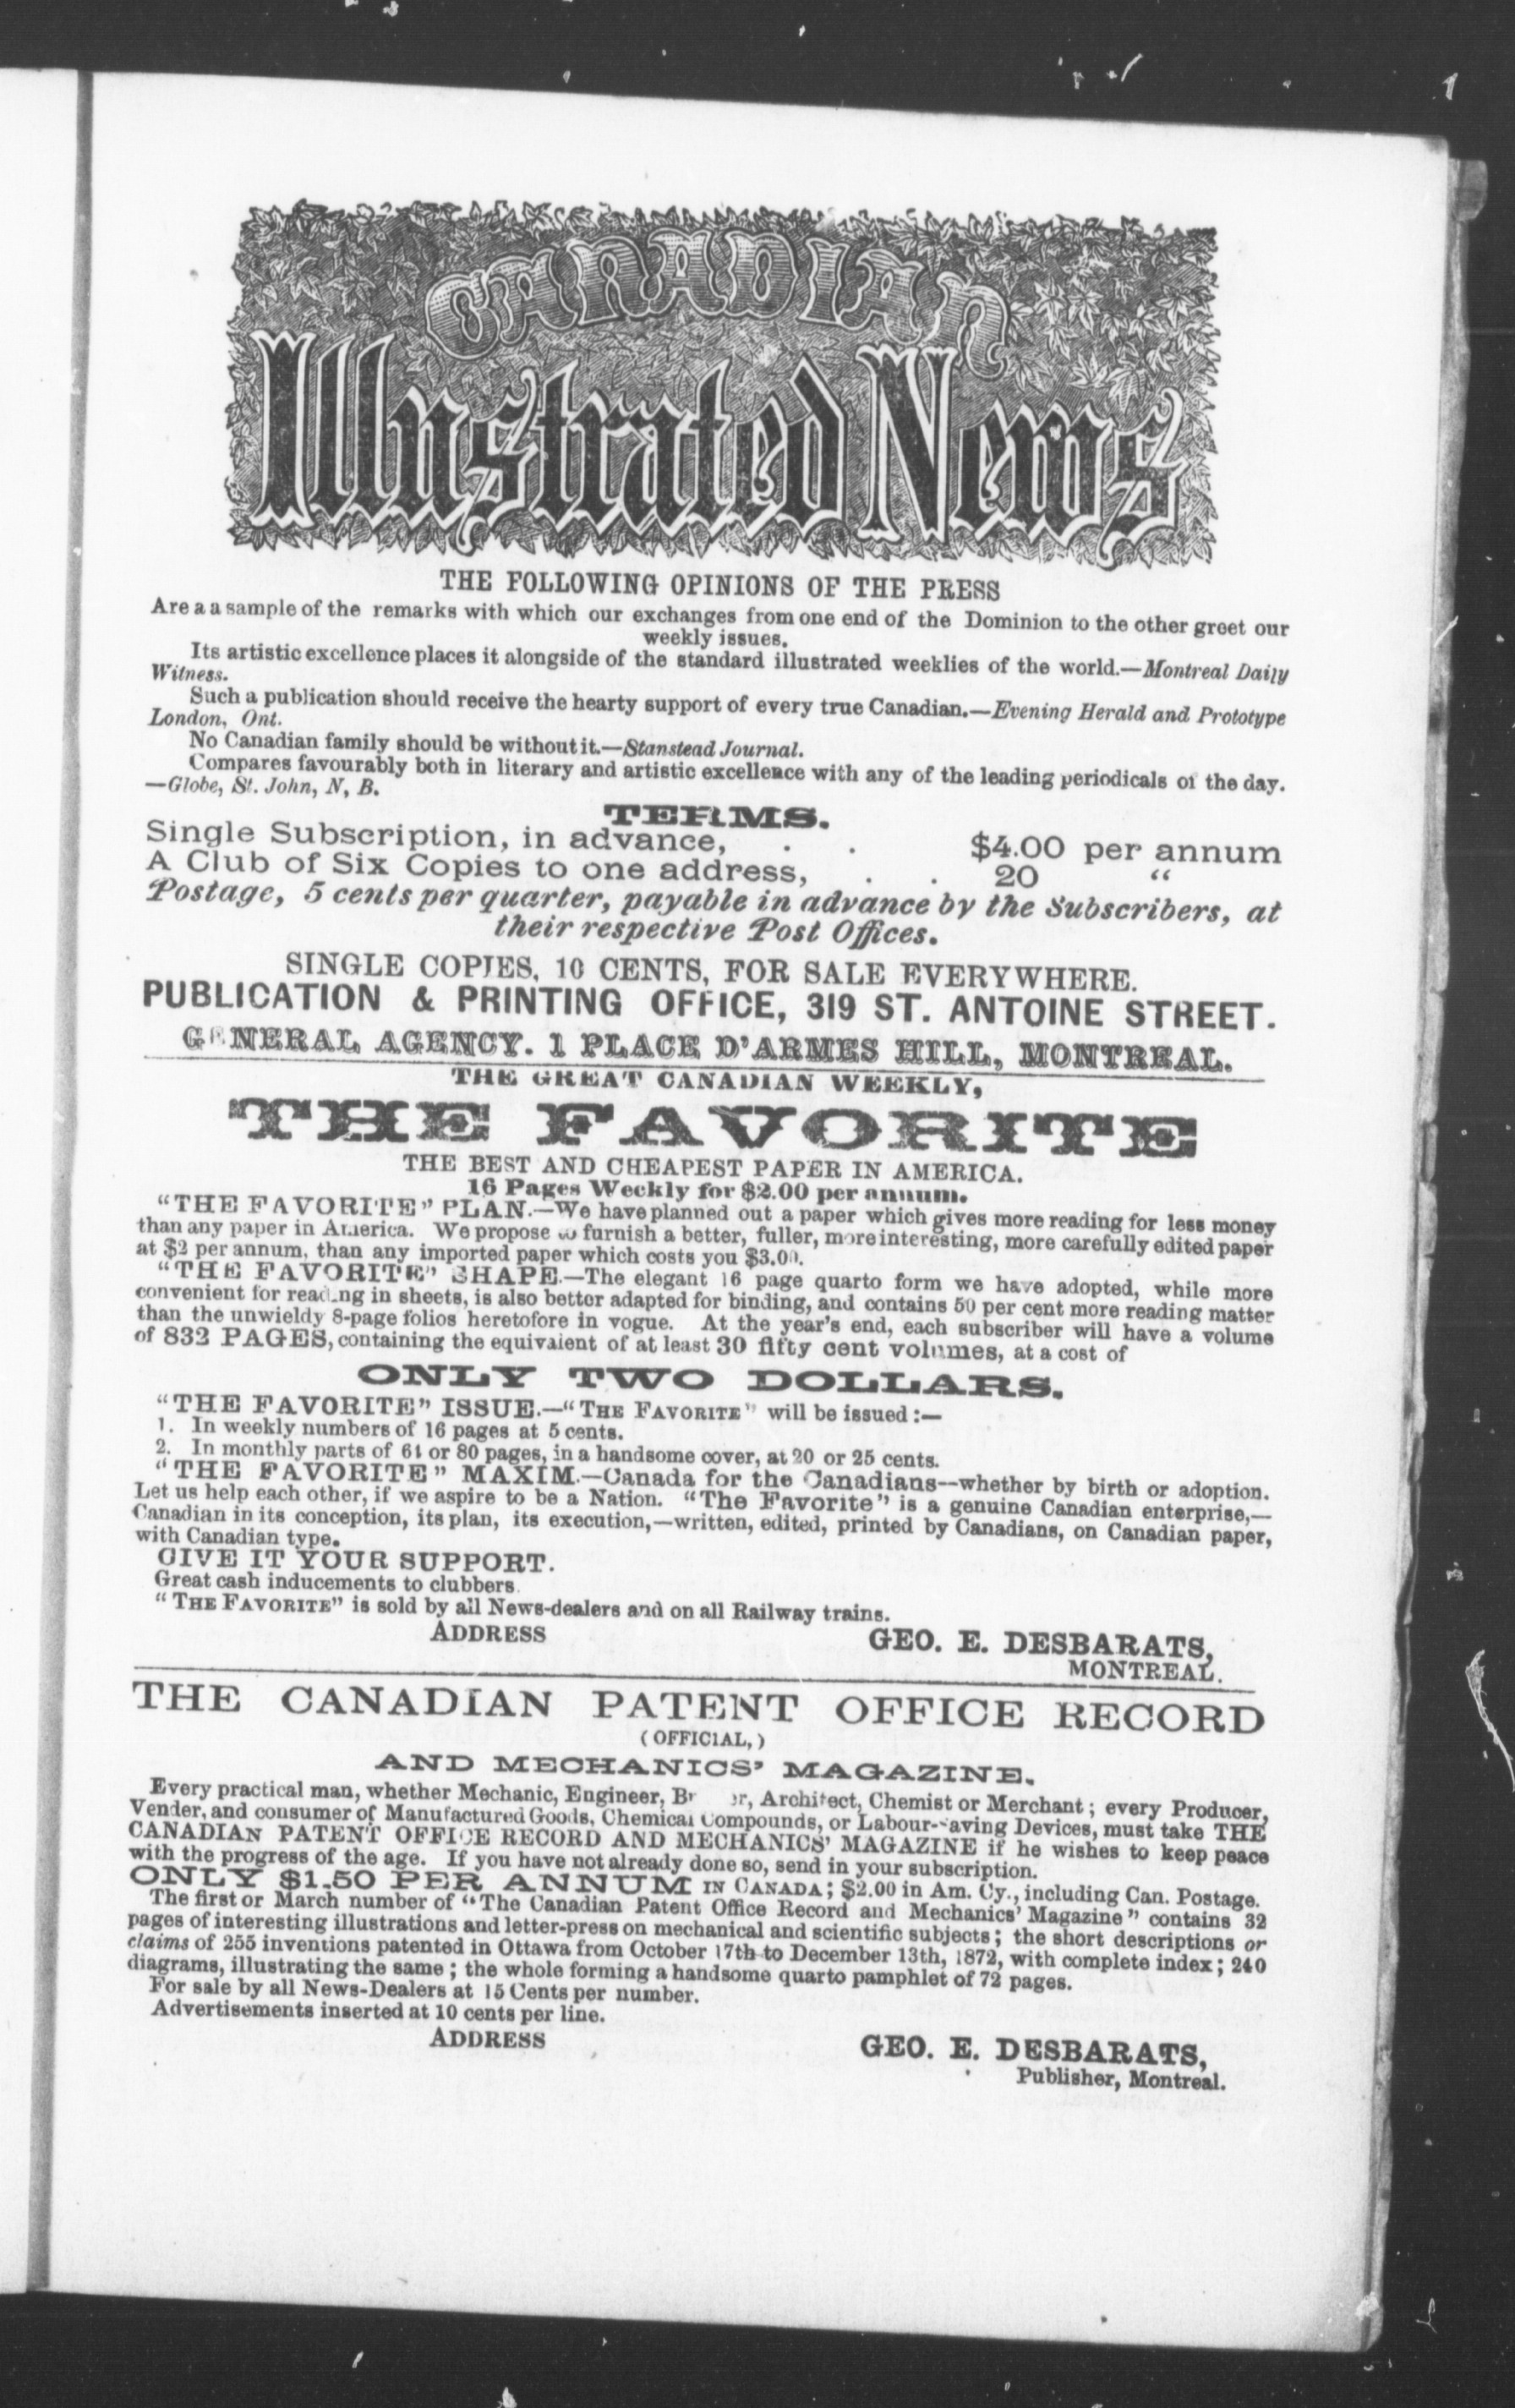 CANADIAN
Illustrated News
THE FOLLOWING OPINIONS OF THE PRESS
Are a a sample of the remarks with which our exchanges from one end of the Dominion to the other greet our
weekly issues.
Its artistic excellence places it alongside of the standard illustrated weeklies of the world.—Montreal Daily
Witness.
Such a publication should receive the hearty support of every true Canadian.—Evening Herald and Prototype
London, Ont.
No Canadian family should be without it.—Stanstead Journal.
Compares favourably both in literary and artistic excellence with any of the leading periodicals of the day.
—Globe, St. John, N, B.
TERMS.
Single Subscription, in advance, . . $4.00 per annum
A Club of Six Copies to one address, . . 20 "
Postage, 5 cents per quarter, payable in advance by the Subscribers, at
their respective Post Offices.
SINGLE COPIES, 10 CENTS, FOR SALE EVERYWHERE.
PUBLICATION & PRINTING OFFICE, 319 ST. ANTOINE STREET.
GENERAL AGENCY. 1 PLACE D'ARMES HILL, MONTREAL.
THE GREAT CANADIAN WEEKLY,
THE FAVORITE
THE BEST AND CHEAPEST PAPER IN AMERICA.
16 Pages Weekly for $2.00 per annum.
"THE FAVORITE" PLAN.—We have planned out a paper which gives more reading for less money
than any paper in America. We propose to furnish a better, fuller, more interesting, more carefully edited paper
at $2 per annum, than any imported paper which costs you $3.00.
"THE FAVORITE" SHAPE.—The elegant 16 page quarto form we have adopted, while more
convenient for reading in sheets, is also better adapted for binding, and contains 50 per cent more reading matter
than the unwieldy 8-page folios heretofore in vogue. At the year's end, each subscriber will have a volume
of 832 PAGES, containing the equivalent of at least 30 fifty cent volumes, at a cost of
ONLY TWO DOLLARS.
"THE FAVORITE" ISSUE.—"THE FAVORITE" will be issued :—
1. In weekly numbers of 16 pages at 5 cents.
2. In monthly parts of 64 or 80 pages, in a handsome cover, at 20 or 25 cents.
"THE FAVORITE" MAXIM.—Canada for the Canadians—whether by birth or adoption.
Let us help each other, if we aspire to be a Nation. "The Favorite" is a genuine Canadian enterprise,—
Canadian in its conception, its plan, its execution,—written, edited, printed by Canadians, on Canadian paper,
with Canadian type.
GIVE IT YOUR SUPPORT.
Great cash inducements to clubbers.
"THE FAVORITE" is sold by all News-dealers and on all Railway trains.
ADDRESS GEO. E. DESBARATS,
MONTREAL.
THE CANADIAN PATENT OFFICE RECORD
(OFFICIAL,)
AND MECHANICS' MAGAZINE.
Every practical man, whether Mechanic, Engineer, Architect, Chemist or Merchant ; every Producer,
Vender, and consumer of Manufactured Goods, Chemical Compounds, or Labour-saving Devices, must take THE
CANADIAN PATENT OFFICE RECORD AND MECHANICS' MAGAZINE if he wishes to keep peace
with the progress of the age. If you have not already done so, send in your subscription.
ONLY $1.50 PER ANNUM IN CANADA ; $2.00 in Am. Cy., including Can. Postage.
The first or March number of "The Canadian Patent Office Record and Mechanics' Magazine" contains 32
pages of interesting illustrations and letter-press on mechanical and scientific subjects ; the short descriptions or
claims of 255 inventions patented in Ottawa from October 17th to December 13th, 1872, with complete index ; 240
diagrams, illustrating the same ; the whole forming a handsome quarto pamphlet of 72 pages.
For sale by all News-Dealers at 15 Cents per number.
Advertisements inserted at 10 cents per line.
ADDRESS GEO. E. DESBARATS,
Publisher, Montreal.